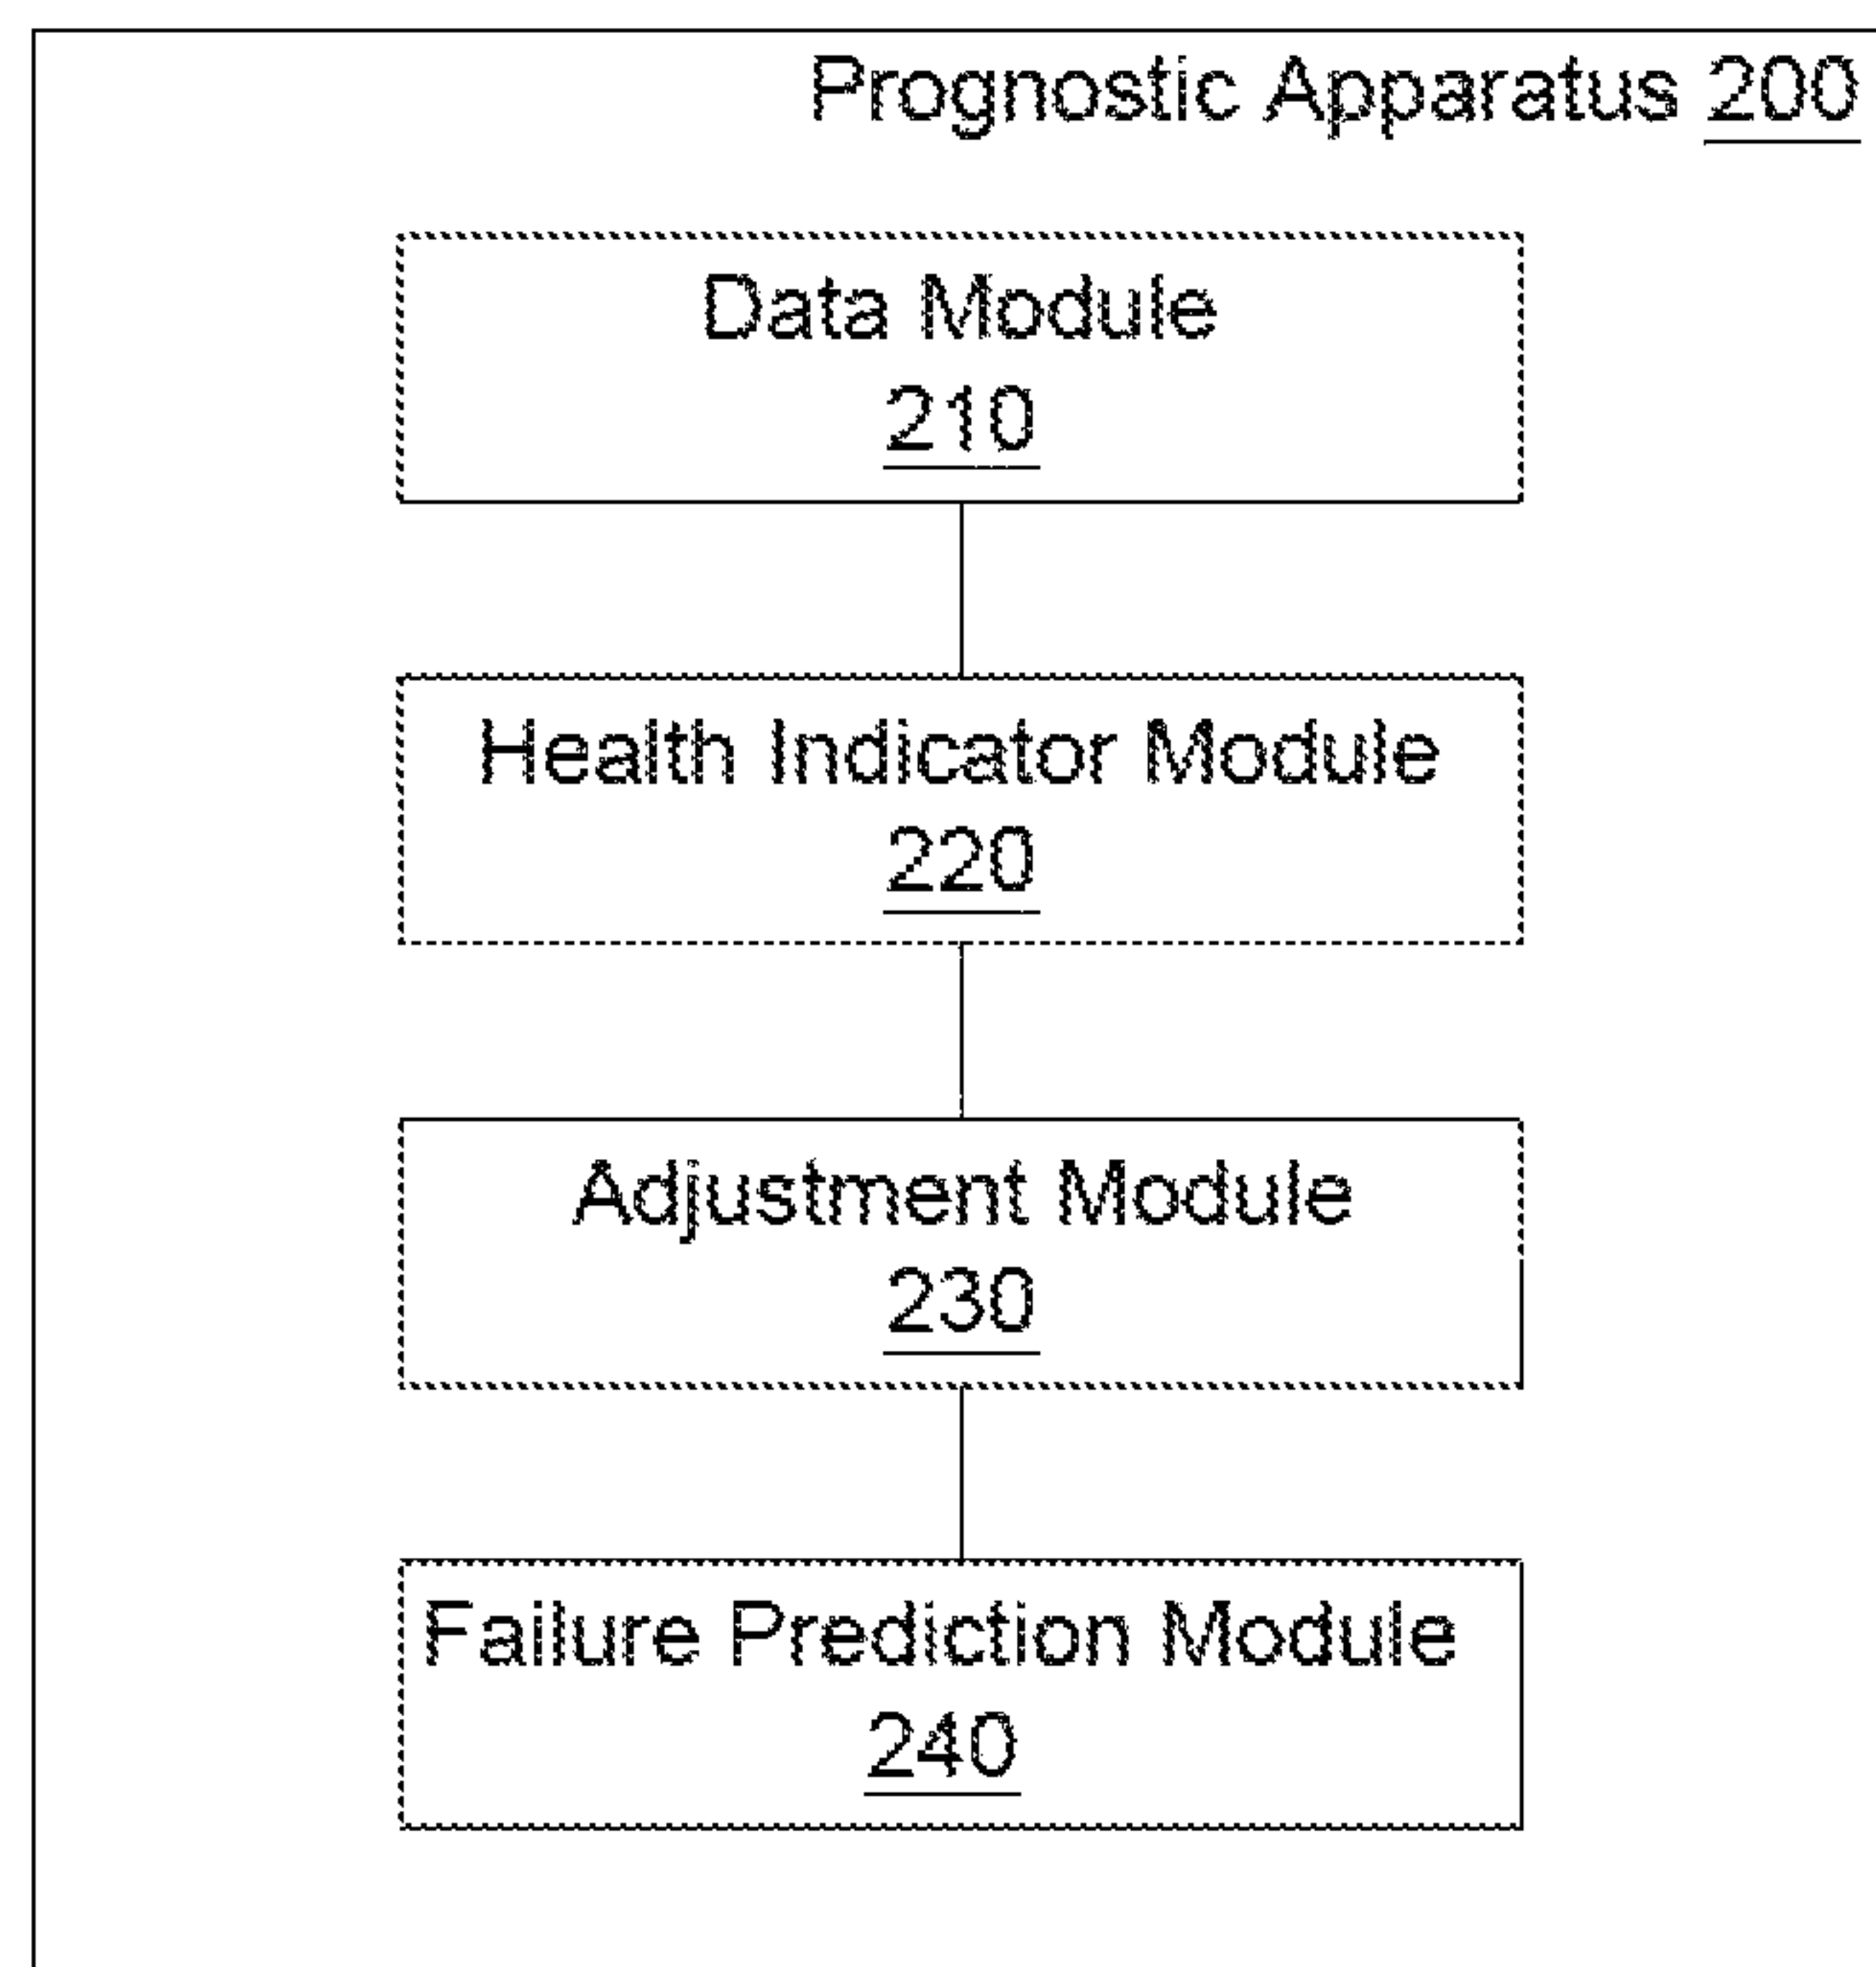 Prognostic Apparatus 200
Data Module
210
Health Indicator Module
220
Adjustment Module
230
Failure Prediction Module
240